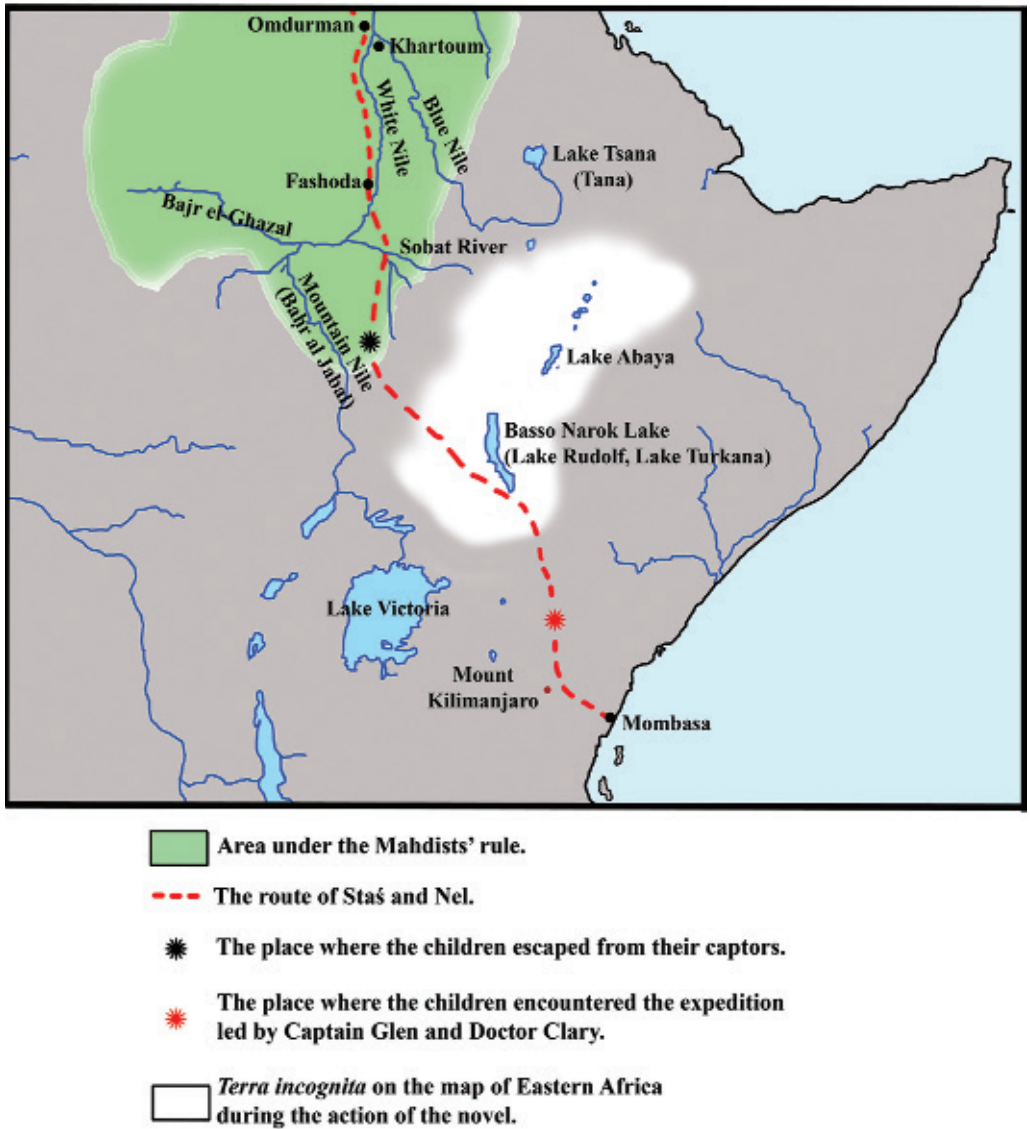 Omdurman
Khartoum
White Nile
Blue Nile
Lake Tsana
(Tana)
Fashoda
Bajr el-Ghazal
Sobat River
Mountain Nile
(Bahr al Jabal)
Lake Abaya
Basso Narok Lake
(Lake Rudolf, Lake Turkana)
Lake Victoria
Mount
Kilimanjaro
Mombasa
Area under the Mahdists' rule.
The route of Staś and Nel.
The place where the children escaped from their captors.
The place where the children encountered the expedition
led by Captain Glen and Doctor Clary.
Terra incognita on the map of Eastern Africa
during the action of the novel.